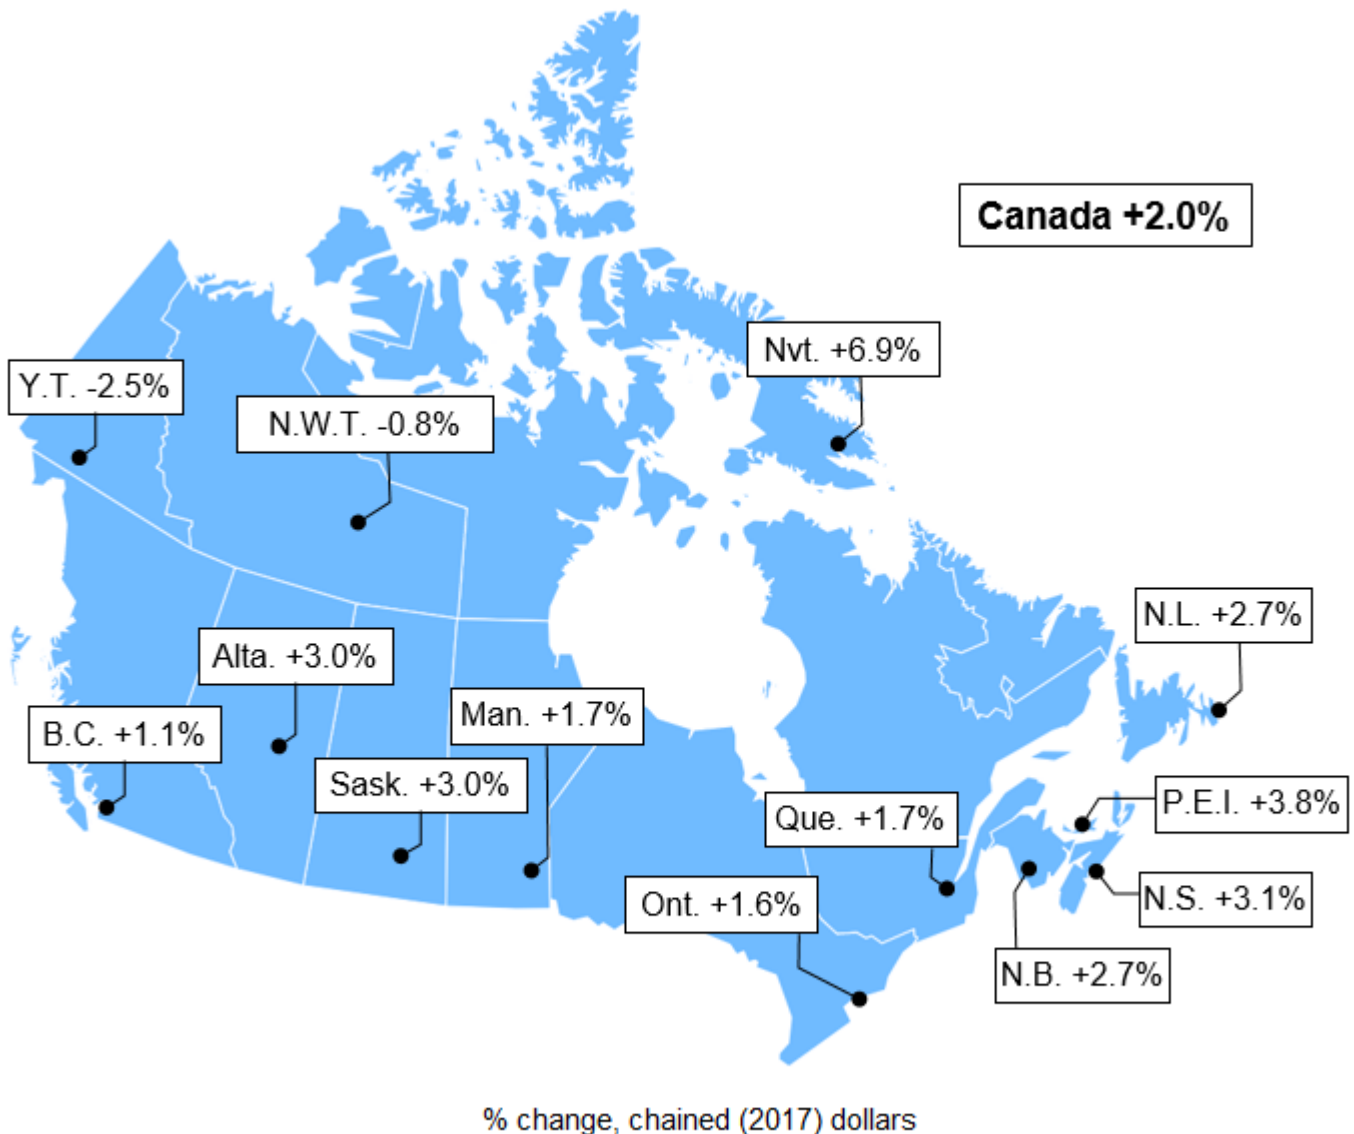 Canada +2.0%
Nvt. +6.9%
Y.T. -2.5%
N.W.T. -0.8%
N.L. +2.7%
Alta. +3.0%
Man. +1.7%
B.C. +1.1%
Sask. +3.0%
Que. +1.7%
P.E.I. +3.8%
Ont. +1.6%
N.S. +3.1%
N.B. +2.7%
% change, chained (2017) dollars